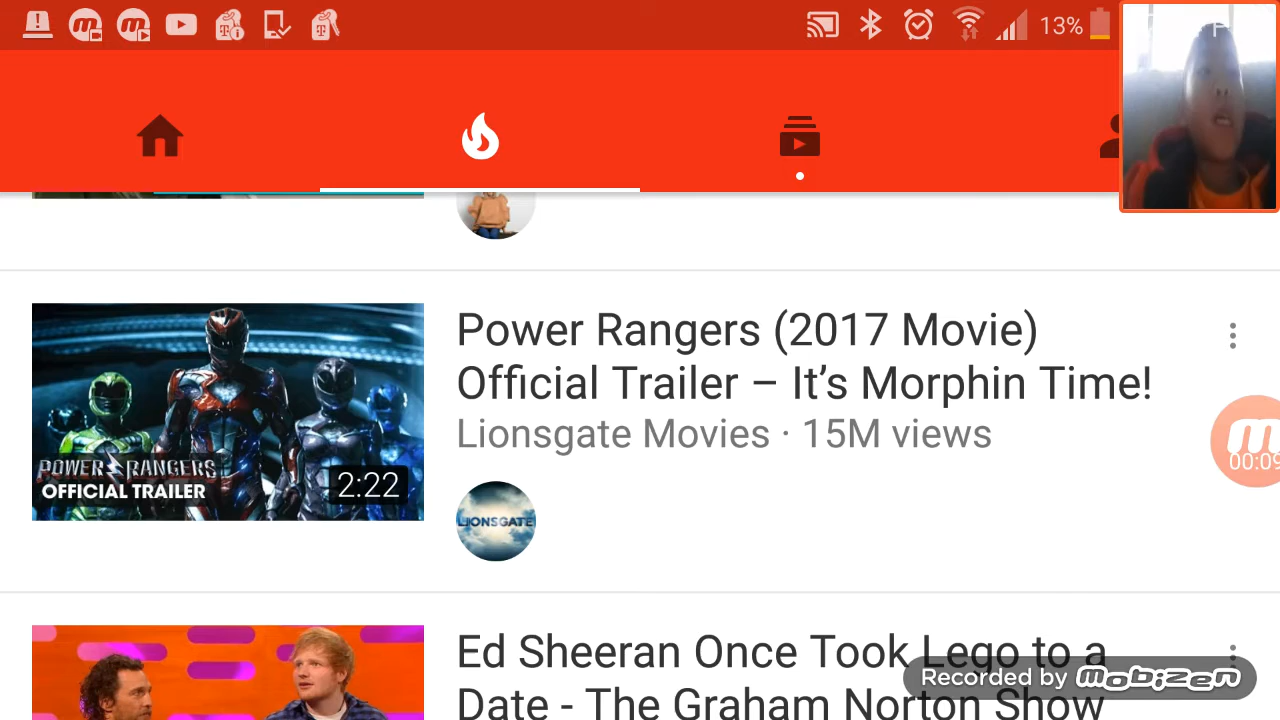 13%
Power Rangers (2017 Movie)
Official Trailer – It’s Morphin Time!
Lionsgate Movies · 15M views
POWER RANGERS
OFFICIAL TRAILER
2:22
LIONSGATE
00:09
Ed Sheeran Once Took Lego to a
Date - The Graham Norton Show
Recorded by mobizen